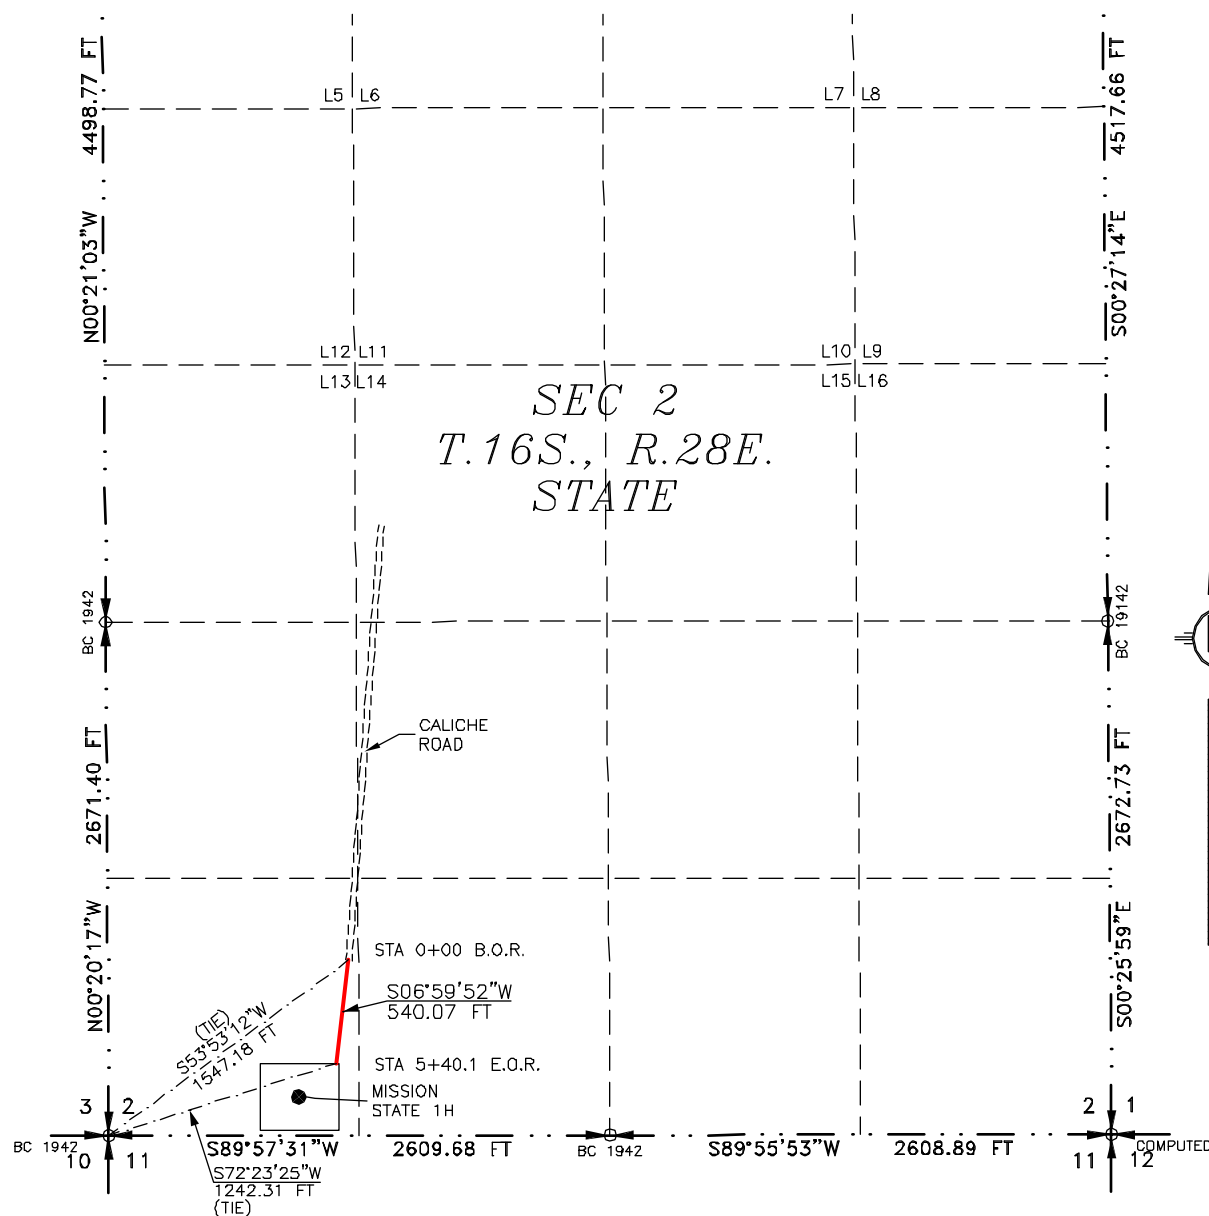 4498.77 FT
4517.66 FT
L5 L6
L7 L8
N00°21'03"W
S00°27'14"E
L12 L11
L10 L9
L13 L14
L15 L16
SEC 2
T.16S., R.28E.
STATE
BC 1942
BC 19142
CALICHE
ROAD
2671.40 FT
2672.73 FT
N00°20'17"W
S00°25'59"E
STA 0+00 B.O.R.
S06°59'52"W
540.07 FT
(TIE)
S53°53'12"W
1547.18 FT
STA 5+40.1 E.O.R.
MISSION
STATE 1H
3 2
2 1
BC 1942
10 11
S89°57'31"W
2609.68 FT
BC 1942
S89°55'53"W
2608.89 FT
11 12
COMPUTED
S72°23'25"W
1242.31 FT
(TIE)